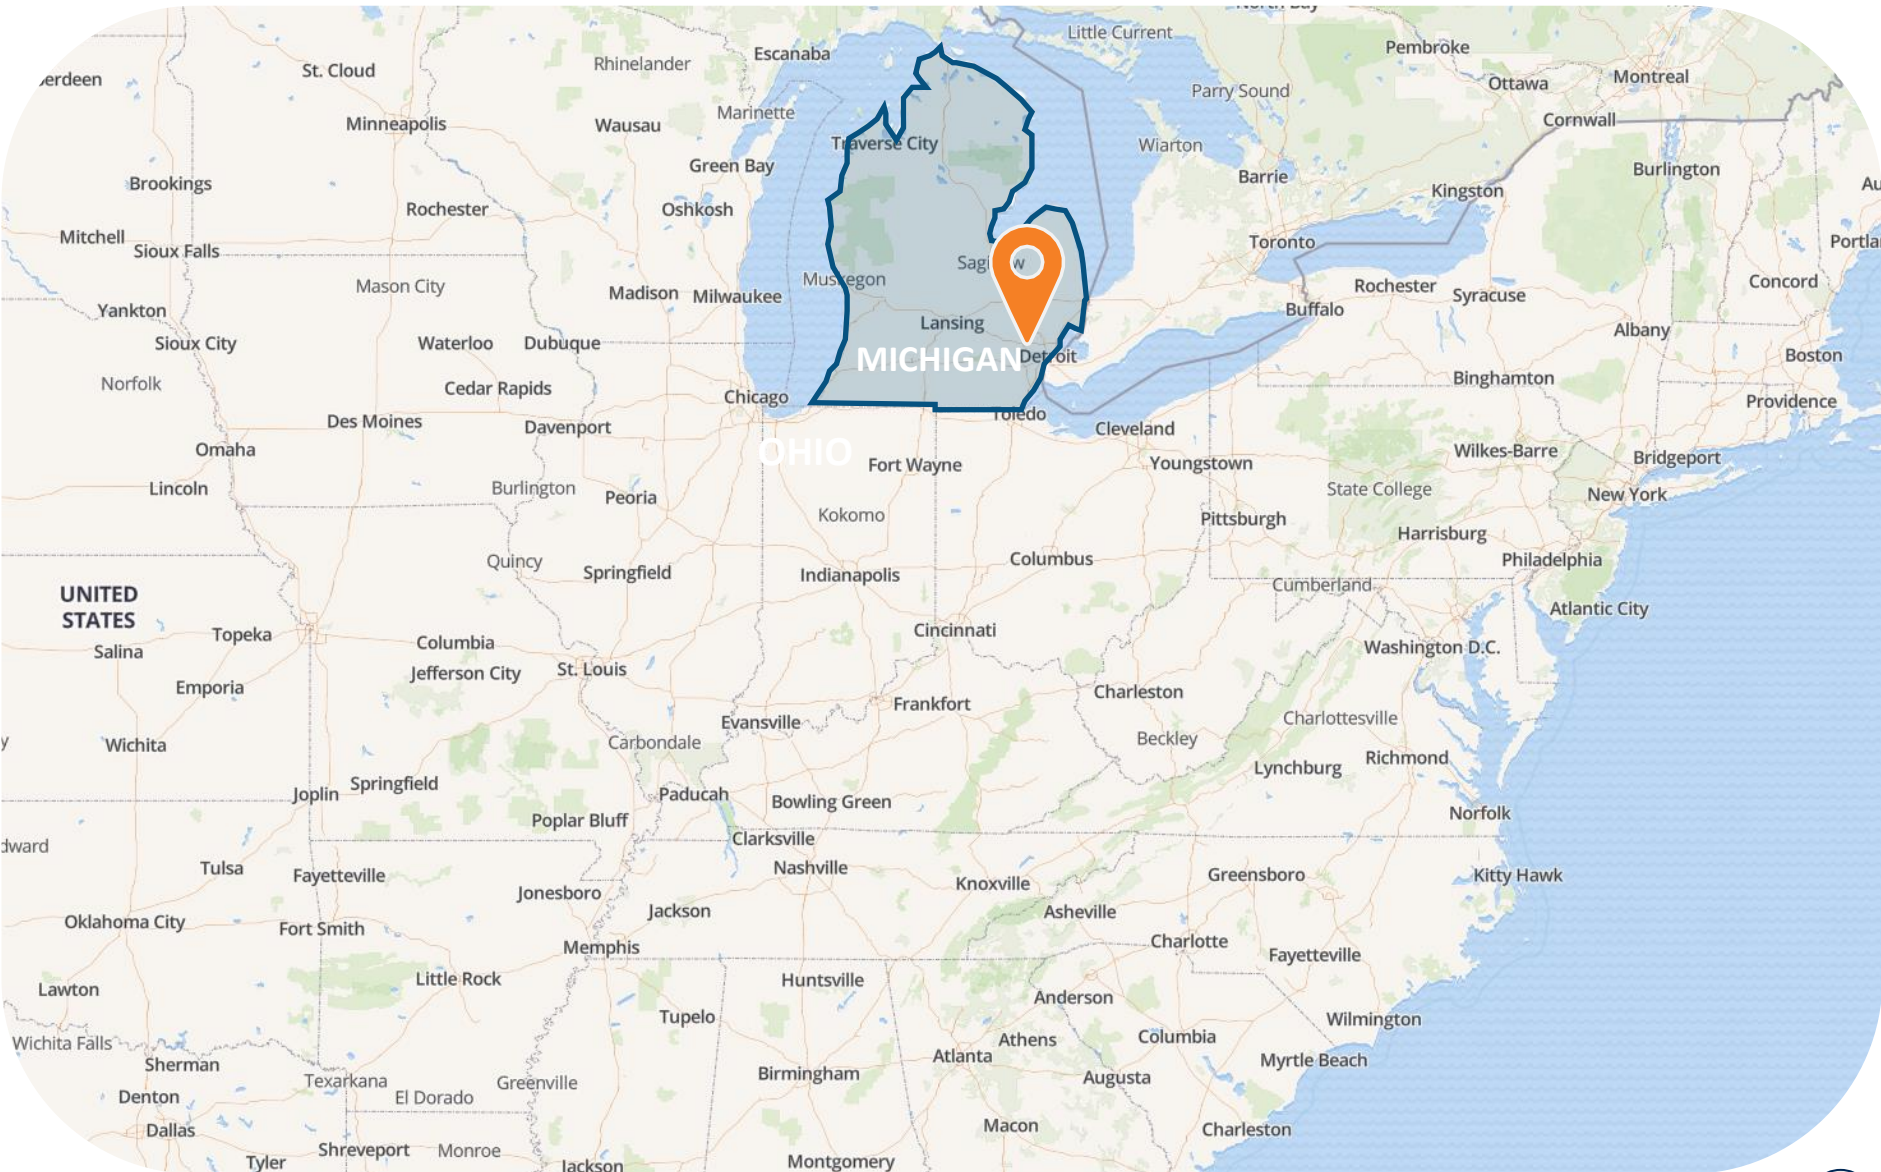 North Bay
Little Current
Pembroke
Escanaba
Rhinelander
St. Cloud
Montreal
Ottawa
Parry Sound
Marinette
Cornwall
Minneapolis
Wausau
Traverse City
Wiarton
Green Bay
Burlington
Barrie
Brookings
Kingston
Rochester
Oshkosh
Mitchell
Toronto
Sioux Falls
Muskegon
Concord
Mason City
Rochester
Madison
Milwaukee
Syracuse
Yankton
Buffalo
Lansing
Albany
Sioux City
Waterloo
Dubuque
MICHIGAN
Detroit
Boston
Norfolk
Binghamton
Cedar Rapids
Chicago
Providence
Toledo
Des Moines
Davenport
Cleveland
Omaha
OHIO
Fort Wayne
Wilkes-Barre
Bridgeport
Youngstown
Lincoln
Burlington
Peoria
State College
New York
Kokomo
Pittsburgh
Harrisburg
Quincy
Columbus
Philadelphia
Springfield
Indianapolis
Cumberland
UNITED
STATES
Atlantic City
Topeka
Cincinnati
Columbia
Salina
Washington D.C.
Jefferson City
St. Louis
Emporia
Charleston
Frankfort
Evansville
Charlottesville
Wichita
Carbondale
Beckley
Richmond
Lynchburg
Springfield
Joplin
Paducah
Bowling Green
Poplar Bluff
Norfolk
Clarksville
dward
Tulsa
Fayetteville
Nashville
Greensboro
Kitty Hawk
Knoxville
Jonesboro
Jackson
Asheville
Oklahoma City
Fort Smith
Memphis
Charlotte
Fayetteville
Little Rock
Huntsville
Lawton
Anderson
Tupelo
Wilmington
Wichita Falls
Athens
Columbia
Sherman
Atlanta
Myrtle Beach
Texarkana
Greenville
Birmingham
Augusta
Denton
El Dorado
Dallas
Macon
Charleston
Shreveport
Monroe
Tyler
Jackson
Montgomery